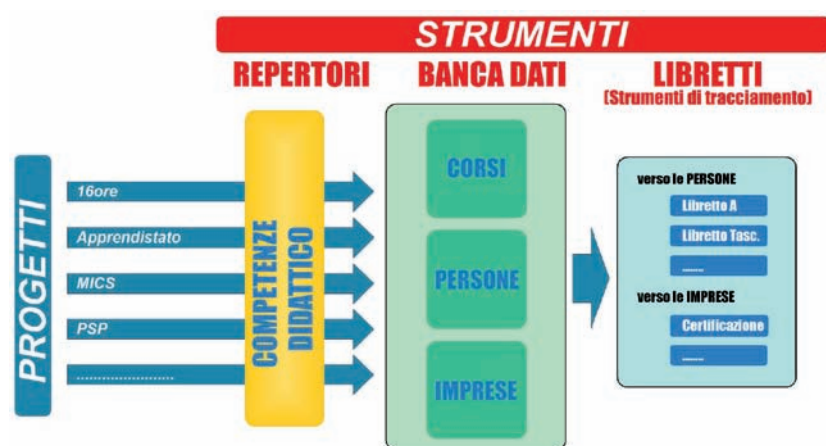 STRUMENTI
REPERTORI
BANCA DATI
LIBRETTI
(Strumenti di tracciamento)
PROGETTI
16ore
Apprendistato
MICS
PSP
.......................
COMPETENZE
DIDATTICO
CORSI
PERSONE
IMPRESE
verso le PERSONE
Libretto A
Libretto Tasc.
......
verso le IMPRESE
Certificazione
......